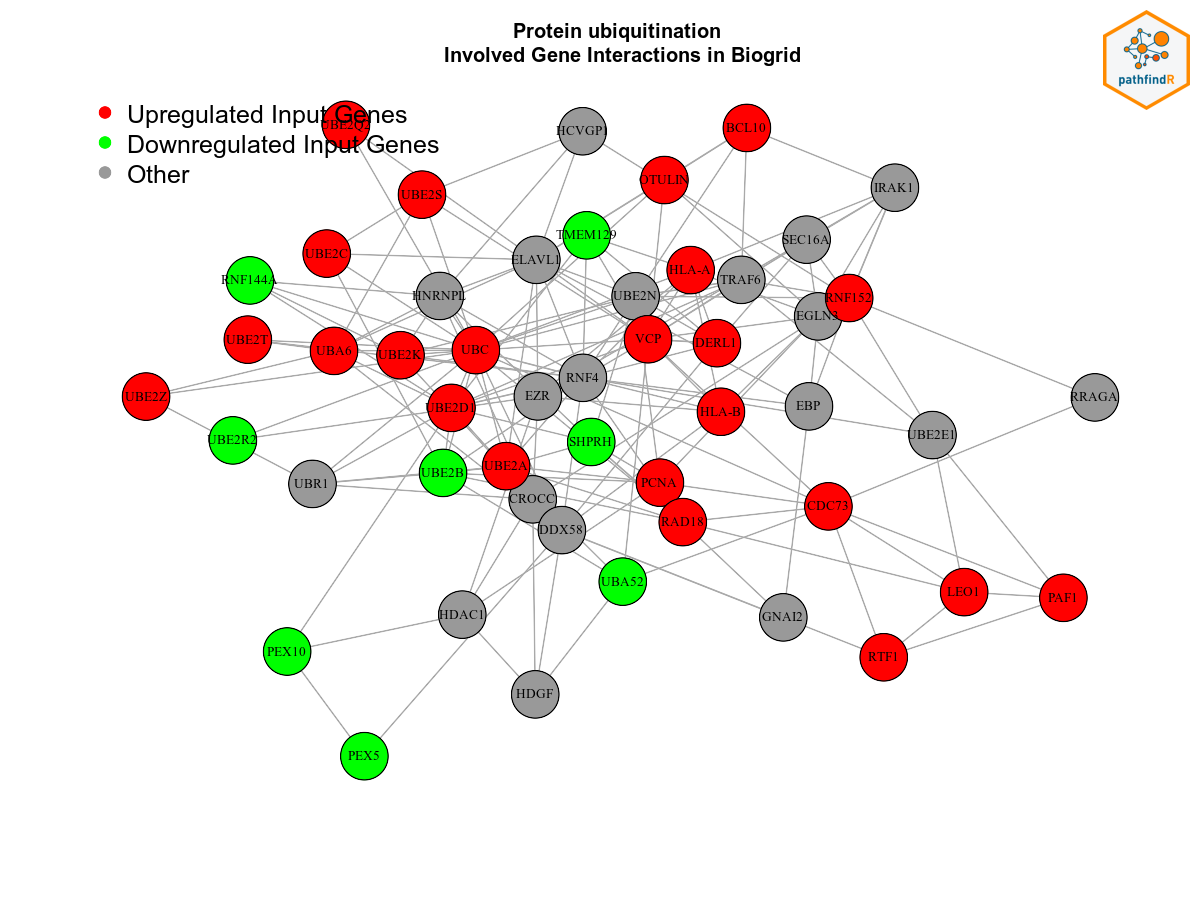 Protein ubiquitination
Involved Gene Interactions in Biogrid
pathfindR
Upregulated Input Genes
Downregulated Input Genes
Other
UBE2Q2
HCVGP1
BCL10
OTULIN
IRAK1
UBE2S
TMEM129
SEC16A
UBE2C
ELAVL1
HLA-A
RNF144A
TRAF6
HNRNPL
UBE2N
RNF152
EGLN3
UBE2T
VCP
DERL1
UBA6
UBE2K
UBC
RNF4
UBE2Z
EZR
RRAGA
UBE2D1
HLA-B
EBP
UBE2R2
SHPRH
UBE2E1
UBR1
UBE2B
UBE2A
PCNA
CROCC
CDC73
DDX58
RAD18
UBA52
LEO1
PAF1
HDAC1
GNAI2
PEX10
RTF1
HDGF
PEX5